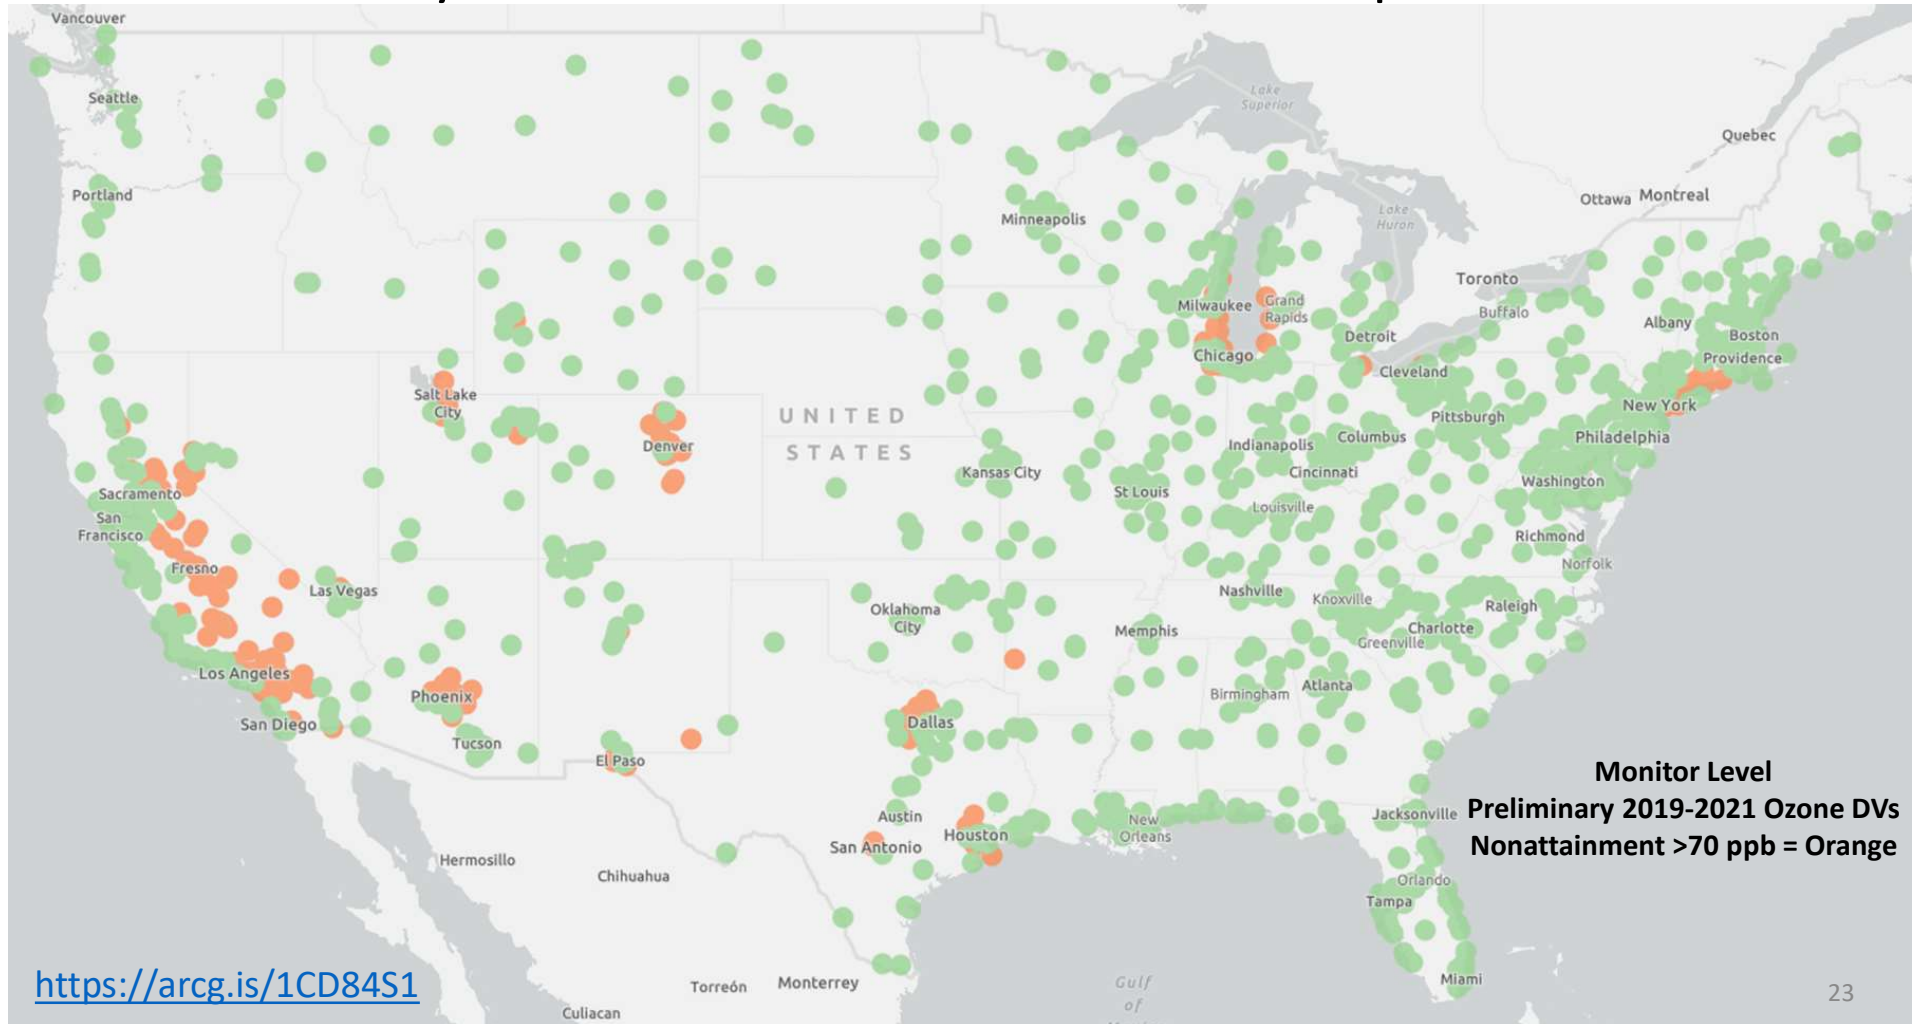 Vancouver
Seattle
Portland
Lake
Superior
Quebec
Ottawa
Montreal
Minneapolis
Lake
Huron
Toronto
Buffalo
Milwaukee
Grand
Rapids
Detroit
Albany
Boston
Providence
Chicago
Cleveland
Salt Lake
City
New York
UNITED
STATES
Denver
Pittsburgh
Indianapolis
Columbus
Philadelphia
Kansas City
Cincinnati
Washington
Sacramento
St Louis
San
Francisco
Louisville
Richmond
Norfolk
Fresno
Las Vegas
Nashville
Knoxville
Raleigh
Oklahoma
City
Memphis
Charlotte
Greenville
Los Angeles
Phoenix
Birmingham
Atlanta
San Diego
Dallas
Tucson
El Paso
Monitor Level
Preliminary 2019-2021 Ozone DVs
Nonattainment >70 ppb = Orange
Austin
New
Orleans
Jacksonville
Houston
San Antonio
Hermosillo
Chihuahua
Orlando
Tampa
https://arcg.is/1CD84S1
Torreón
Monterrey
Gulf
of
Miami
23
Culiacan